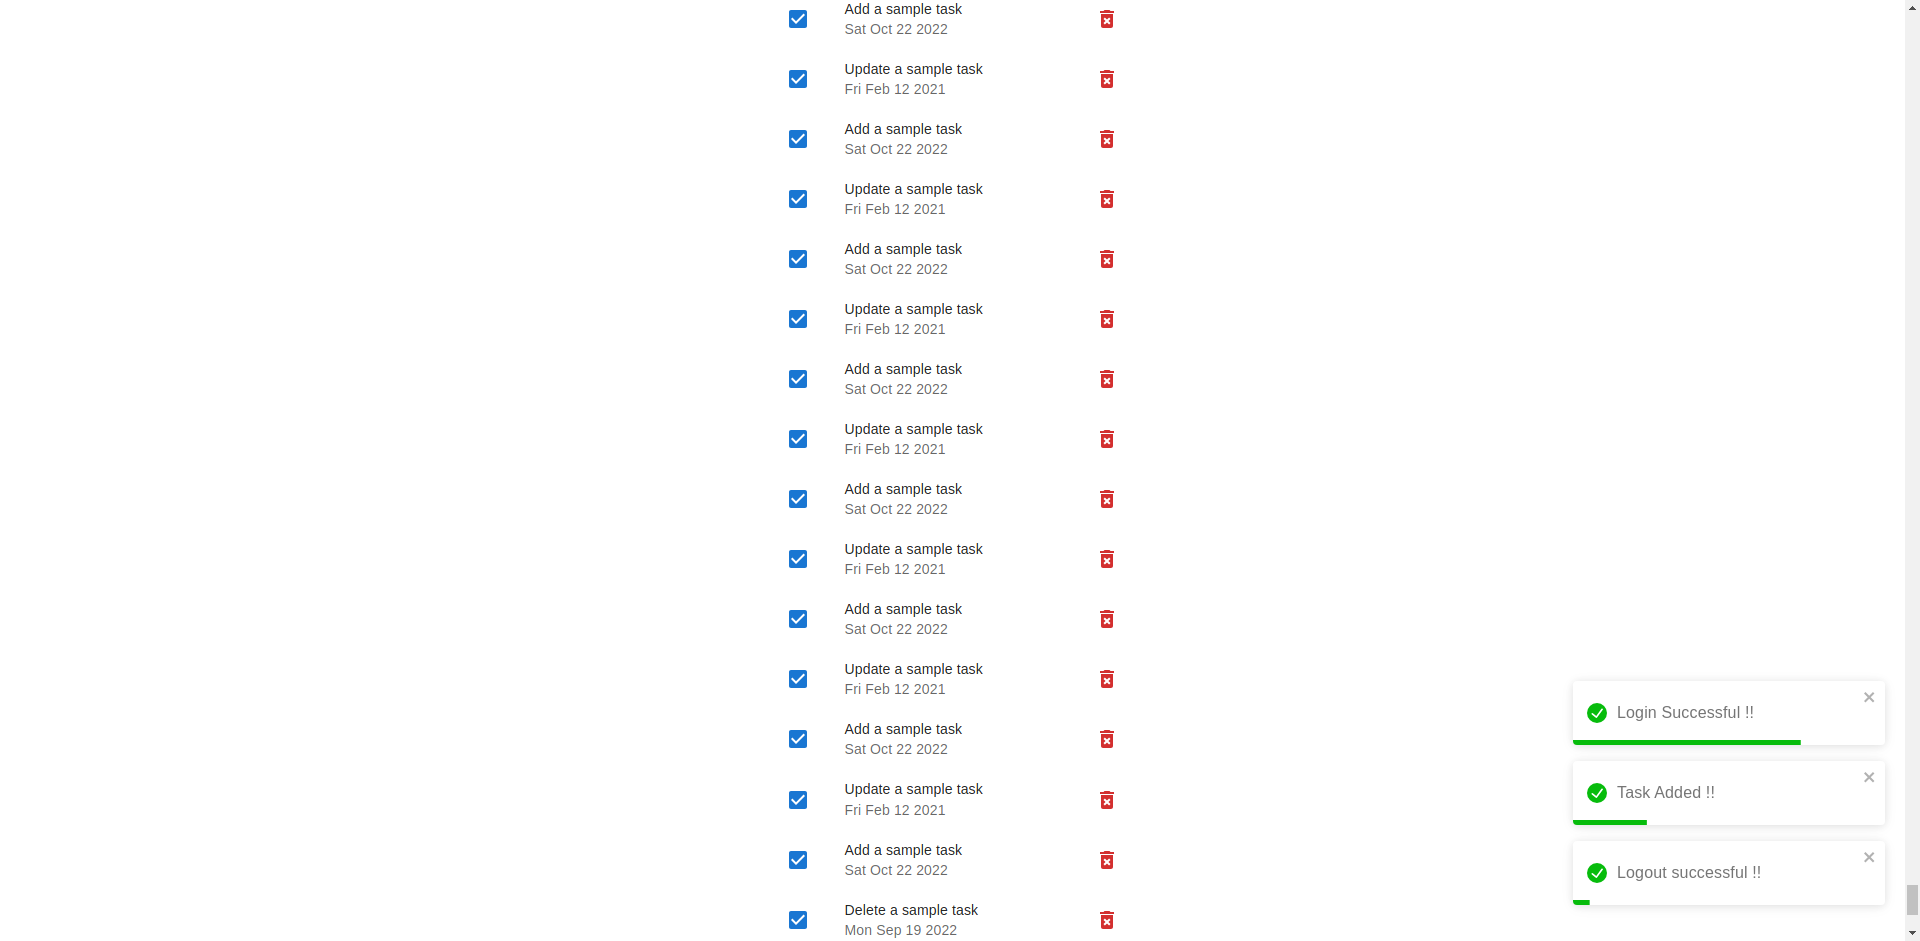 Add a sample task
Sat Oct 22 2022
Update a sample task
Fri Feb 12 2021
Add a sample task
Sat Oct 22 2022
Update a sample task
Fri Feb 12 2021
Add a sample task
Sat Oct 22 2022
Update a sample task
Fri Feb 12 2021
Add a sample task
Sat Oct 22 2022
Update a sample task
Fri Feb 12 2021
Add a sample task
Sat Oct 22 2022
Update a sample task
Fri Feb 12 2021
Add a sample task
Sat Oct 22 2022
Update a sample task
Fri Feb 12 2021
Add a sample task
Sat Oct 22 2022
Update a sample task
Fri Feb 12 2021
Add a sample task
Sat Oct 22 2022
Delete a sample task
Mon Sep 19 2022
Login Successful !!
Task Added !!
Logout successful !!